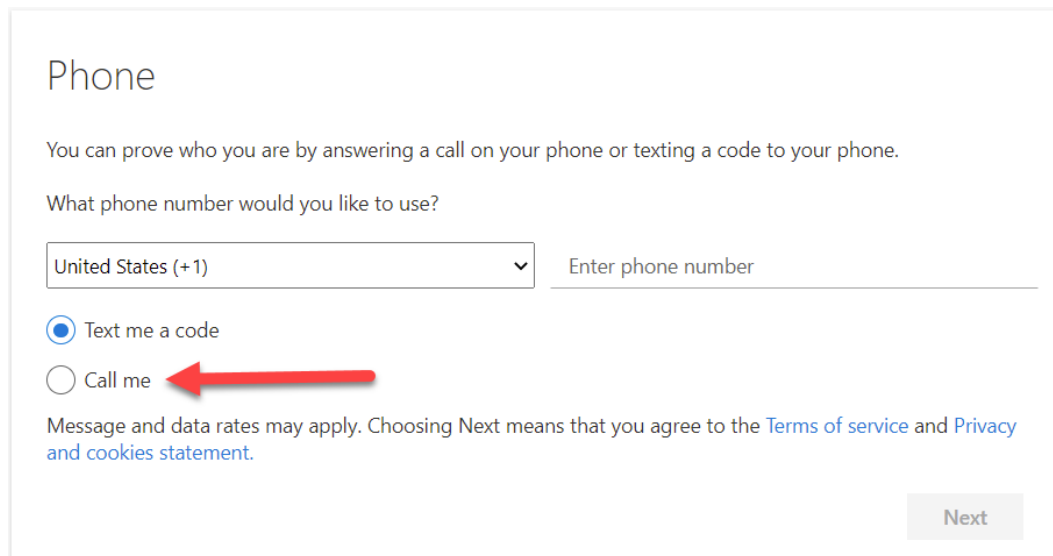 Phone
You can prove who you are by answering a call on your phone or texting a code to your phone.
What phone number would you like to use?
United States (+1)
Enter phone number
Text me a code
Call me
Message and data rates may apply. Choosing Next means that you agree to the Terms of service and Privacy
and cookies statement.
Next